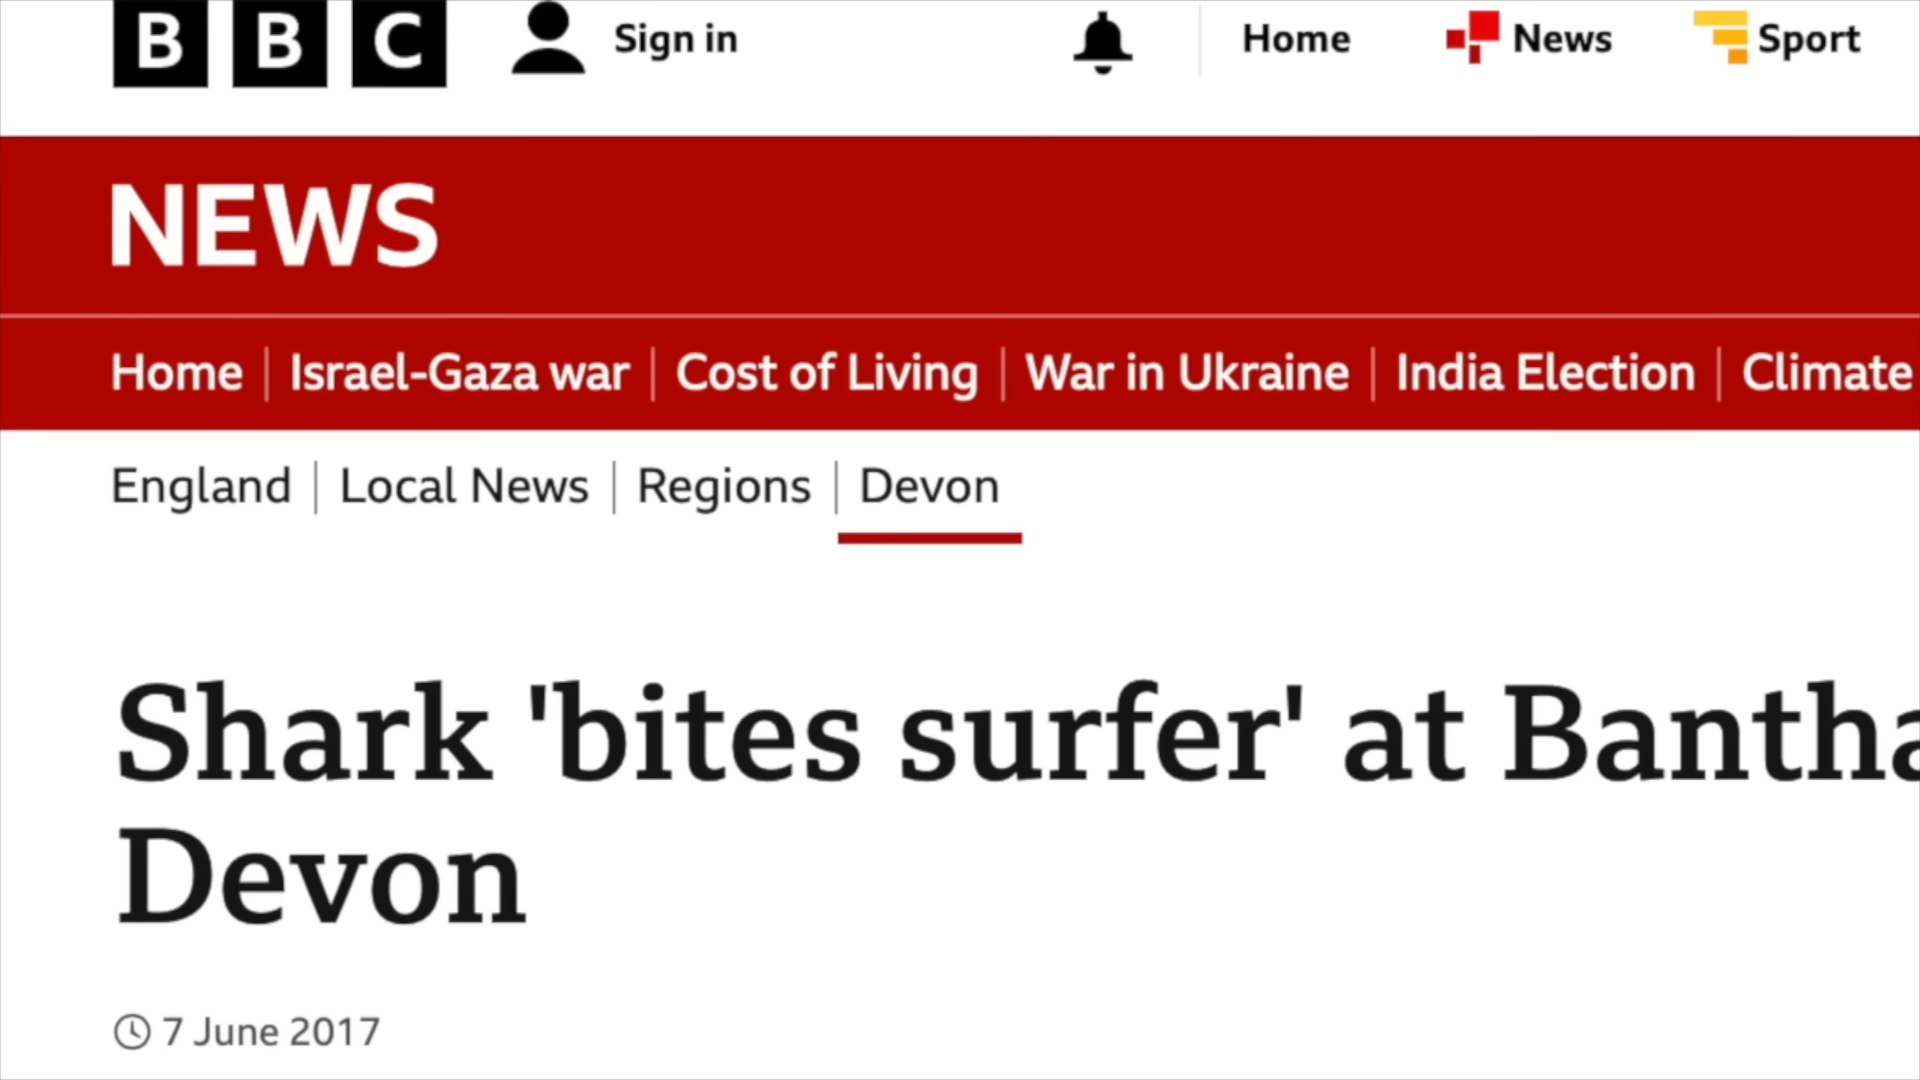 BBC Sign in Home News Sport
NEWS
Home Israel-Gaza war Cost of Living War in Ukraine India Election Climate
England Local News Regions Devon
Shark 'bites surfer' at Bantha
Devon
7 June 2017